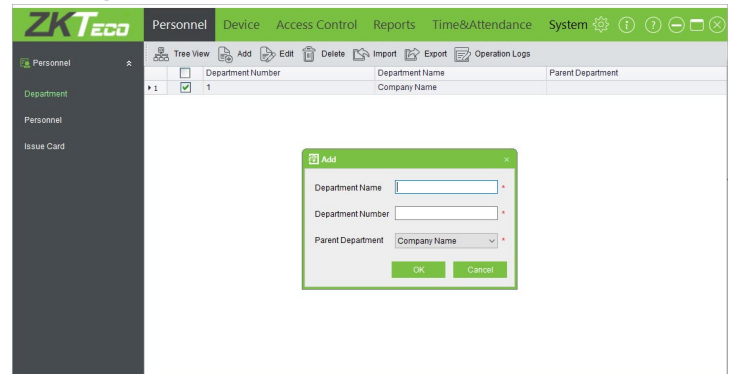 ZKTECO
Personnel Device Access Control Reports Time&Attendance System
Tree View Add Edit Delete Import Export Operation Logs
Personnel
Department
Personnel
Issue Card
Department Number Department Name Parent Department
1 1 Company Name
Add
Department Name *
Department Number *
Parent Department Company Name *
OK Cancel